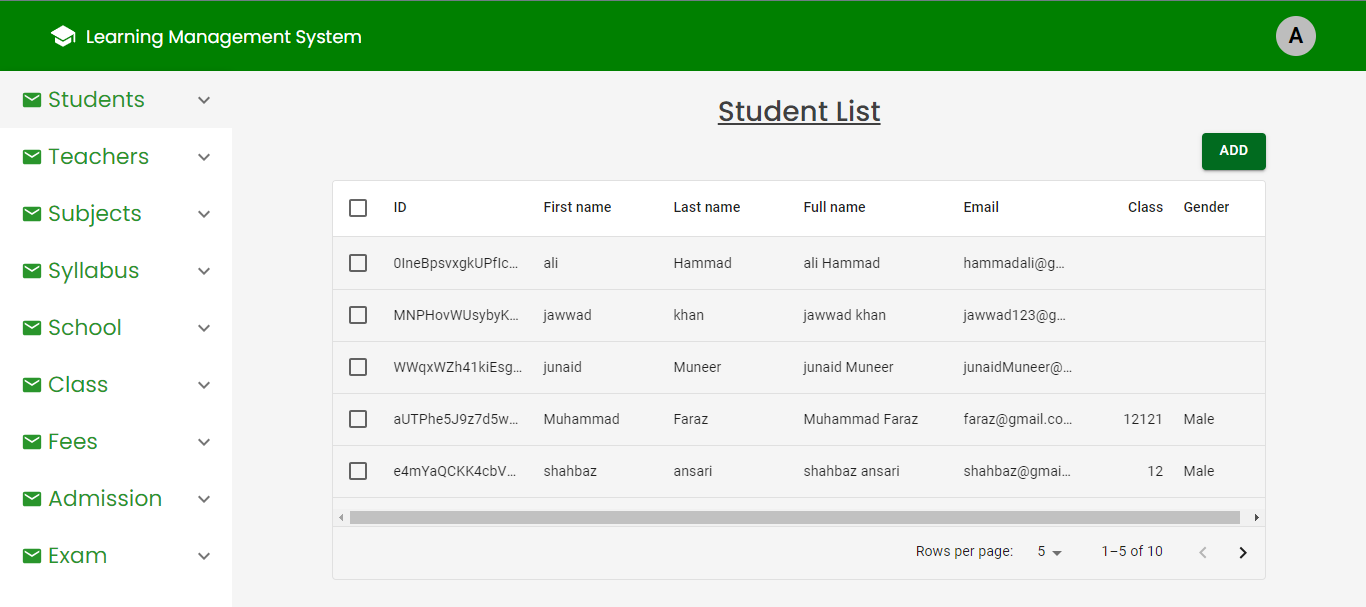 Learning Management System
A
Students
Teachers
Subjects
Syllabus
School
Class
Fees
Admission
Exam
Student List
ADD
ID First name Last name Full name Email Class Gender
0IneBpsvxgkUPfIc... ali Hammad ali Hammad hammadali@g...
MNPHovWUsybyK... jawwad khan jawwad khan jawwad123@g...
WWqxWZh41kiEsg... junaid Muneer junaid Muneer junaidMuneer@...
aUTPhe5J9z7d5w... Muhammad Faraz Muhammad Faraz faraz@gmail.co... 12121 Male
e4mYaQCKK4cbV... shahbaz ansari shahbaz ansari shahbaz@gmai... 12 Male
Rows per page: 5 1–5 of 10